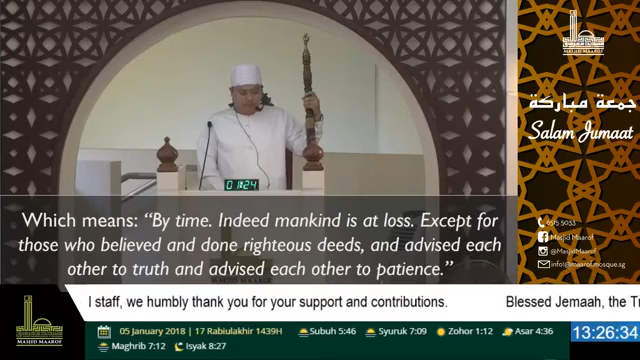 MASJID MAAROF
جمعة مباركة
Salam Jumaat
01:24
Which means: “By time. Indeed mankind is at loss. Except for
those who believed and done righteous deeds, and advised each
other to truth and advised each other to patience.”
6515 5033
Masjid Maarof
@MasjidMaarof
info@maarof.mosque.sg
l staff, we humbly thank you for your support and contributions. Blessed Jemaah, the Tr
MASJID MAAROF
05 January 2018 | 17 Rabiulakhir 1439H Subuh 5:46 Syuruk 7:09 Zohor 1:12 Asar 4:36
Maghrib 7:12 Isyak 8:27
13:26:34